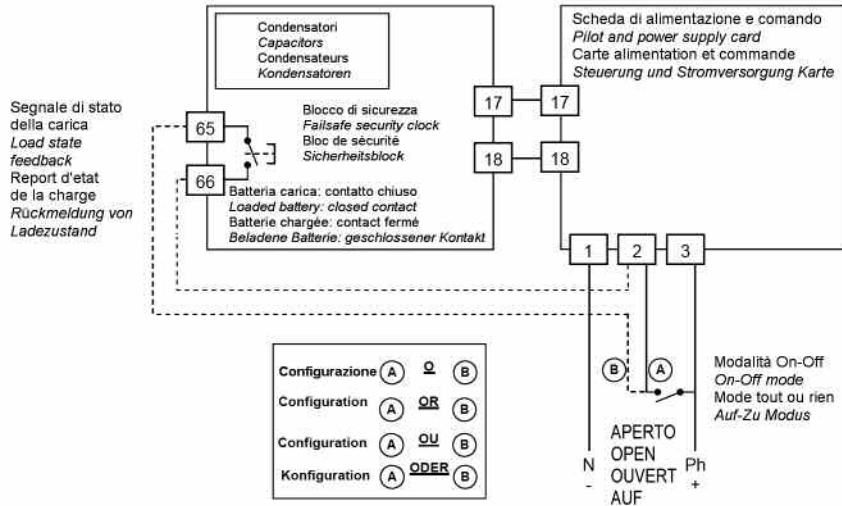 Condensatori
Capacitors
Condensateurs
Kondensatoren
Scheda di alimentazione e comando
Pilot and power supply card
Carte alimentation et commande
Steuerung und Stromversorgung Karte
Segnale di stato
della carica
Load state
feedback
Report d'etat
de la charge
Rückmeldung von
Ladezustand
65
66
Blocco di sicurezza
Failsafe security clock
Bloc de sécurité
Sicherheitsblock
17
17
18
18
Batteria carica: contatto chiuso
Loaded battery: closed contact
Batterie chargée: contact fermé
Beladene Batterie: geschlossener Kontakt
1
2
3
Configurazione A O B
Configuration A OR B
Configuration A OU B
Konfiguration A ODER B
B
A
Modalità On-Off
On-Off mode
Mode tout ou rien
Auf-Zu Modus
APERTO
OPEN
OUVERT
AUF
N
-
Ph
+